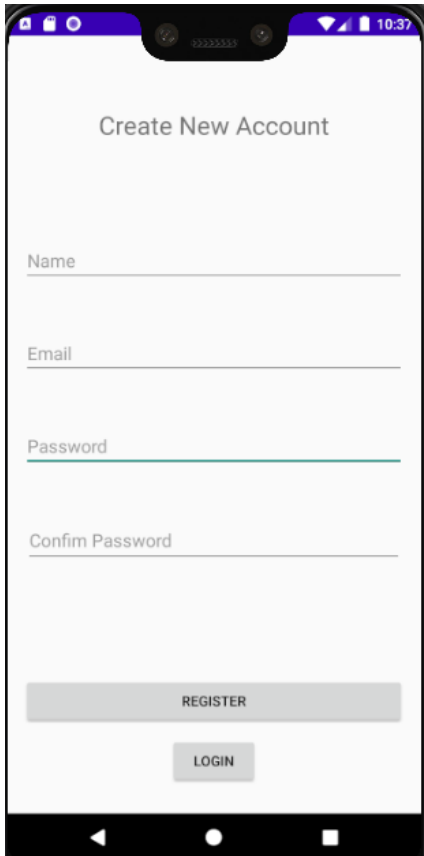 10:37
Create New Account
Name
Email
Password
Confim Password
REGISTER
LOGIN